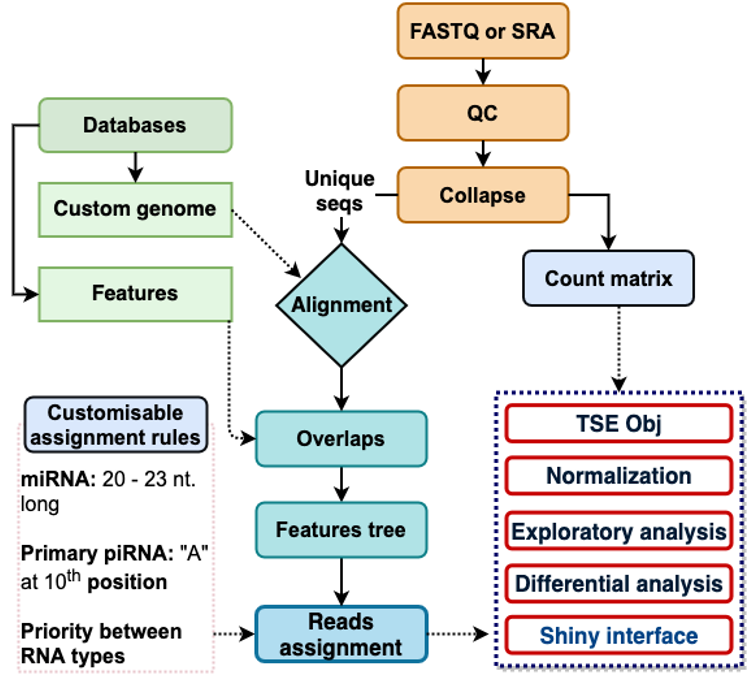 FASTQ or SRA
QC
Collapse
Unique
seqs
Databases
Custom genome
Features
Alignment
Count matrix
Overlaps
Features tree
Reads
assignment
Customisable
assignment rules
miRNA: 20 - 23 nt.
long
Primary piRNA: "A"
at 10th position
Priority between
RNA types
TSE Obj
Normalization
Exploratory analysis
Differential analysis
Shiny interface